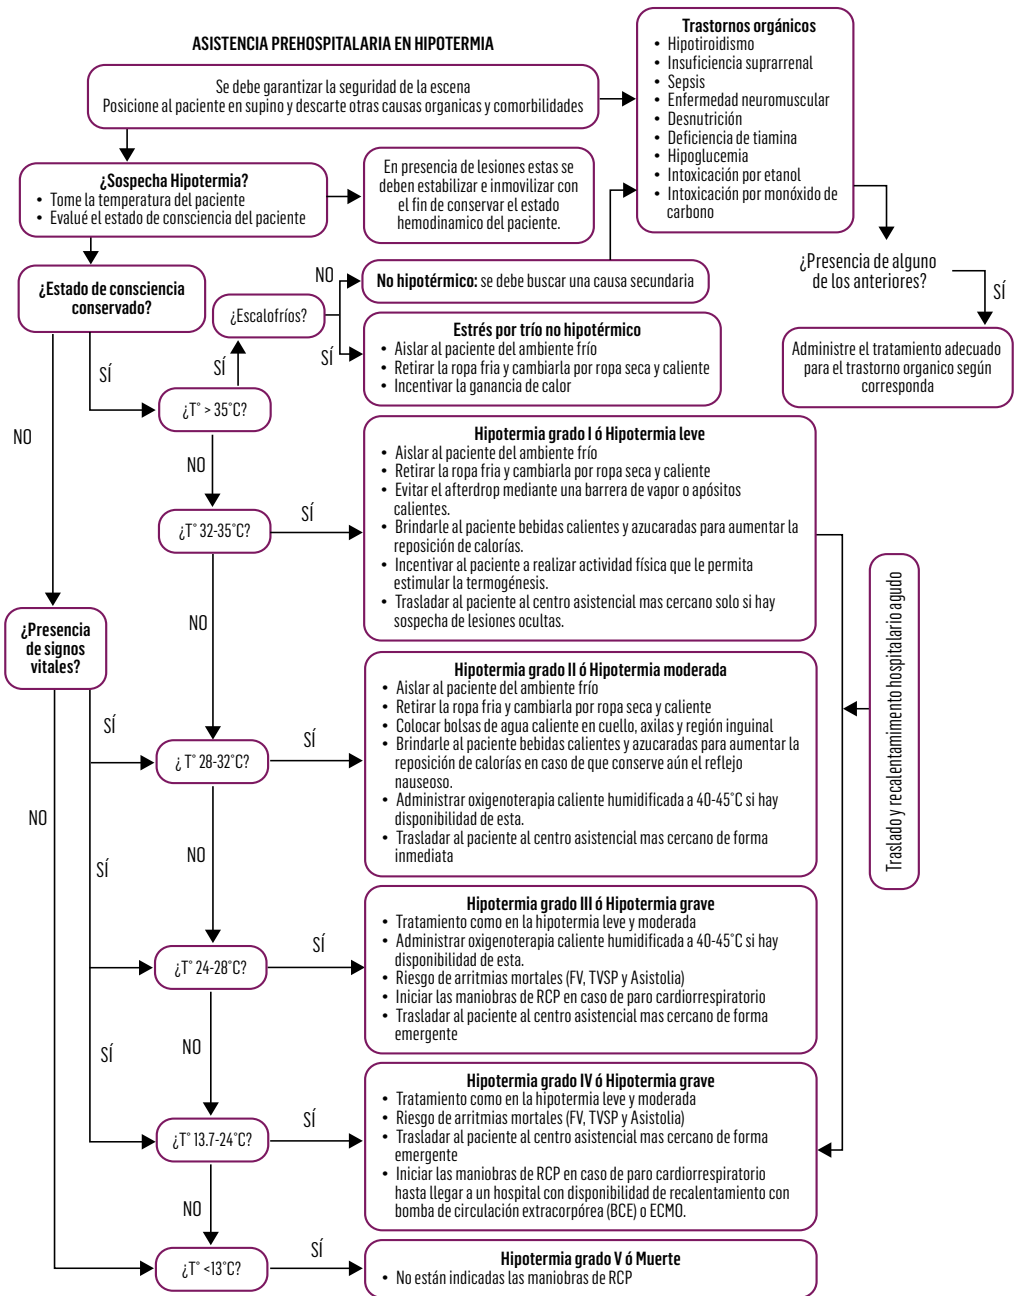 ASISTENCIA PREHOSPITALARIA EN HIPOTERMIA
Se debe garantizar la seguridad de la escena
Posicione al paciente en supino y descarte otras causas organicas y comorbilidades
Trastornos orgánicos
• Hipotiroidismo
• Insuficiencia suprarrenal
• Sepsis
• Enfermedad neuromuscular
• Desnutrición
• Deficiencia de tiamina
• Hipoglucemia
• Intoxicación por etanol
• Intoxicación por monóxido de
carbono
¿Sospecha Hipotermia?
• Tome la temperatura del paciente
• Evalué el estado de consciencia del paciente
En presencia de lesiones estas se
deben estabilizar e inmovilizar con
el fin de conservar el estado
hemodinamico del paciente.
¿Presencia de alguno
de los anteriores?
SÍ
Administre el tratamiento adecuado
para el trastorno organico según
corresponda
¿Estado de consciencia
conservado?
¿Escalofríos?
NO
No hipotérmico: se debe buscar una causa secundaria
SÍ
Estrés por trío no hipotérmico
• Aislar al paciente del ambiente frío
• Retirar la ropa fria y cambiarla por ropa seca y caliente
• Incentivar la ganancia de calor
SÍ
SÍ
¿T° > 35°C?
NO
NO
¿T° 32-35°C?
SÍ
Hipotermia grado I ó Hipotermia leve
• Aislar al paciente del ambiente frío
• Retirar la ropa fria y cambiarla por ropa seca y caliente
• Evitar el afterdrop mediante una barrera de vapor o apósitos
calientes.
• Brindarle al paciente bebidas calientes y azucaradas para aumentar la
reposición de calorías.
• Incentivar al paciente a realizar actividad física que le permita
estimular la termogénesis.
• Trasladar al paciente al centro asistencial mas cercano solo si hay
sospecha de lesiones ocultas.
Traslado y recalentamimento hospitalario agudo
NO
¿Presencia
de signos
vitales?
SÍ
¿ T° 28-32°C?
SÍ
Hipotermia grado II ó Hipotermia moderada
• Aislar al paciente del ambiente frío
• Retirar la ropa fria y cambiarla por ropa seca y caliente
• Colocar bolsas de agua caliente en cuello, axilas y región inguinal
• Brindarle al paciente bebidas calientes y azucaradas para aumentar la
reposición de calorías en caso de que conserve aún el reflejo
nauseoso.
• Administrar oxigenoterapia caliente humidificada a 40-45°C si hay
disponibilidad de esta.
• Trasladar al paciente al centro asistencial mas cercano de forma
inmediata
NO
NO
SÍ
¿T° 24-28°C?
SÍ
Hipotermia grado III ó Hipotermia grave
• Tratamiento como en la hipotermia leve y moderada
• Administrar oxigenoterapia caliente humidificada a 40-45°C si hay
disponibilidad de esta.
• Riesgo de arritmias mortales (FV, TVSP y Asistolia)
• Iniciar las maniobras de RCP en caso de paro cardiorrespiratorio
• Trasladar al paciente al centro asistencial mas cercano de forma
emergente
NO
SÍ
¿T° 13.7-24°C?
SÍ
Hipotermia grado IV ó Hipotermia grave
• Tratamiento como en la hipotermia leve y moderada
• Riesgo de arritmias mortales (FV, TVSP y Asistolia)
• Trasladar al paciente al centro asistencial mas cercano de forma
emergente
• Iniciar las maniobras de RCP en caso de paro cardiorrespiratorio
hasta llegar a un hospital con disponibilidad de recalentamiento con
bomba de circulación extracorpórea (BCE) o ECMO.
NO
¿T° <13°C?
SÍ
Hipotermia grado V ó Muerte
• No están indicadas las maniobras de RCP